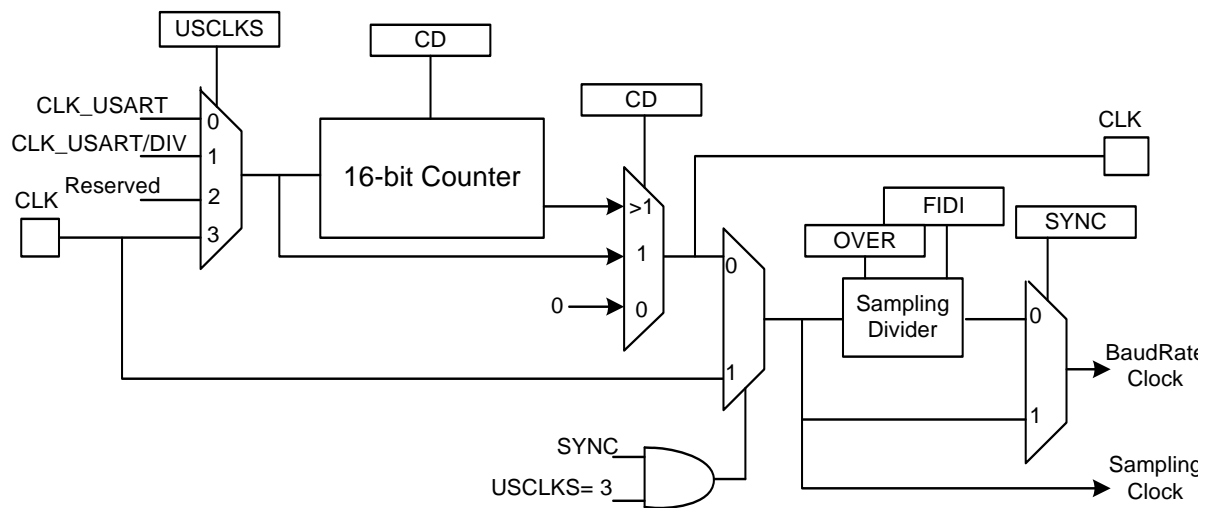 USCLKS
CD
CD
CLK_USART
CLK_USART/DIV
Reserved
CLK
0
1
2
3
16-bit Counter
>1
1
0
0
CLK
FIDI
OVER
SYNC
0
1
Sampling
Divider
0
1
BaudRate
Clock
SYNC
USCLKS= 3
Sampling
Clock